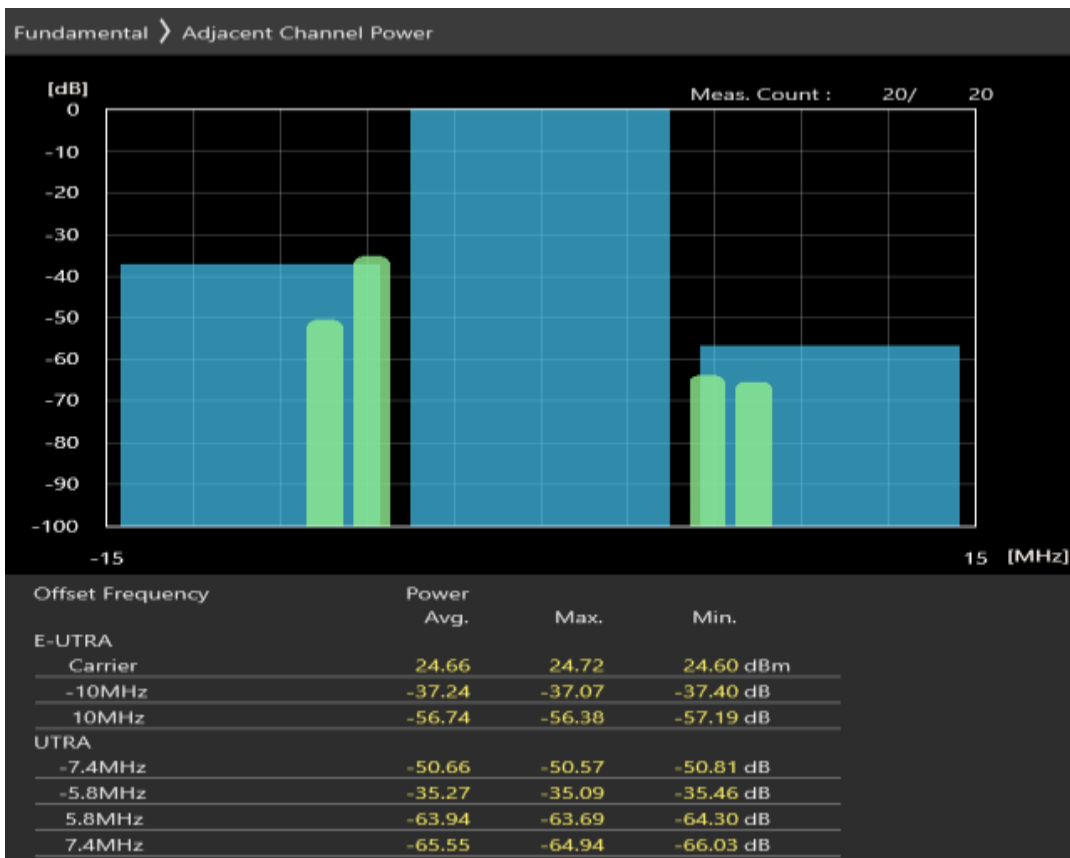 Fundamental 〉 Adjacent Channel Power
[dB]
Meas. Count : 20/ 20
0
-10
-20
-30
-40
-50
-60
-70
-80
-90
-100
-15 15 [MHz]
Offset Frequency Power
Avg. Max. Min.
E-UTRA
Carrier 24.66 24.72 24.60 dBm
-10MHz -37.24 -37.07 -37.40 dB
10MHz -56.74 -56.38 -57.19 dB
UTRA
-7.4MHz -50.66 -50.57 -50.81 dB
-5.8MHz -35.27 -35.09 -35.46 dB
5.8MHz -63.94 -63.69 -64.30 dB
7.4MHz -65.55 -64.94 -66.03 dB